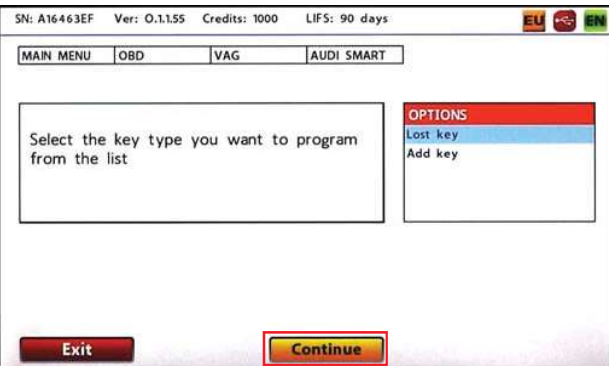 SN: A16463EF Ver: O.1.1.55 Credits: 1000 LIFS: 90 days EU EN
MAIN MENU OBD VAG AUDI SMART
Select the key type you want to program
from the list
OPTIONS
Lost key
Add key
Exit Continue